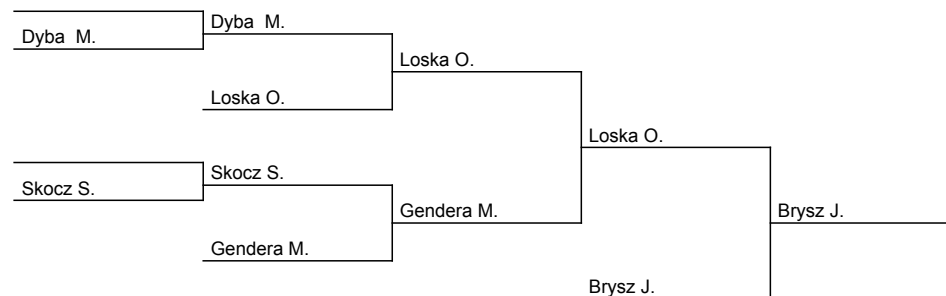 Dyba  M.
Dyba  M.
Loska O.
Loska O.
Loska O.
Skocz S.
Skocz S.
Gendera M.
Brysz J.
Gendera M.
Brysz J.